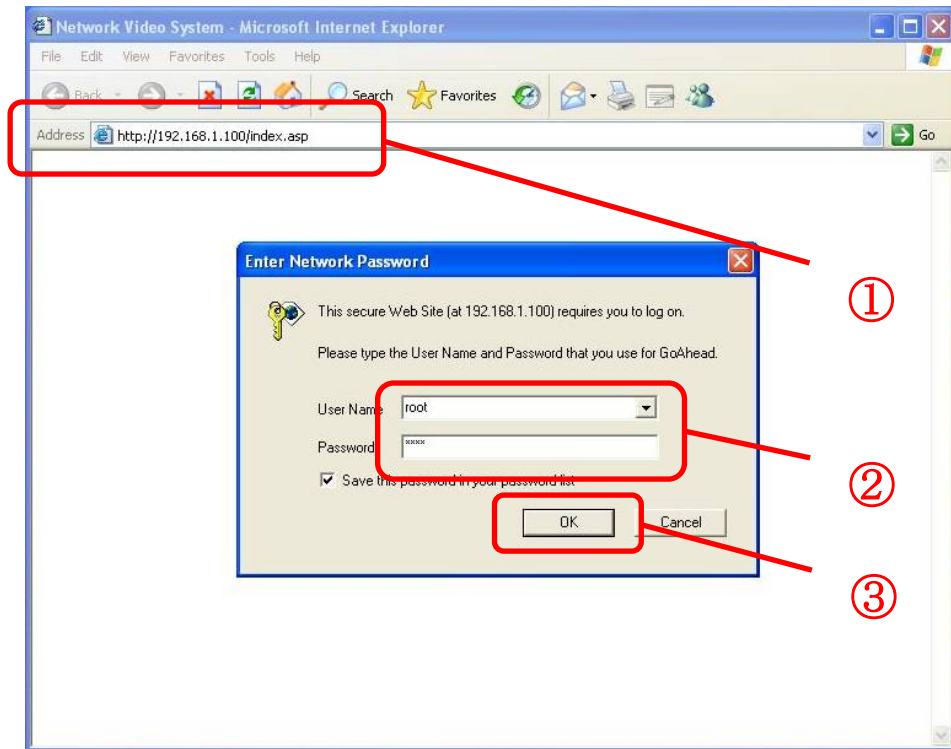 Network Video System - Microsoft Internet Explorer
File Edit View Favorites Tools Help
Back Search Favorites
Address http://192.168.1.100/index.asp Go
Enter Network Password
This secure Web Site (at 192.168.1.100) requires you to log on.
Please type the User Name and Password that you use for GoAhead.
User Name root
Password ××××
Save this password in your password list
OK Cancel
①
②
③